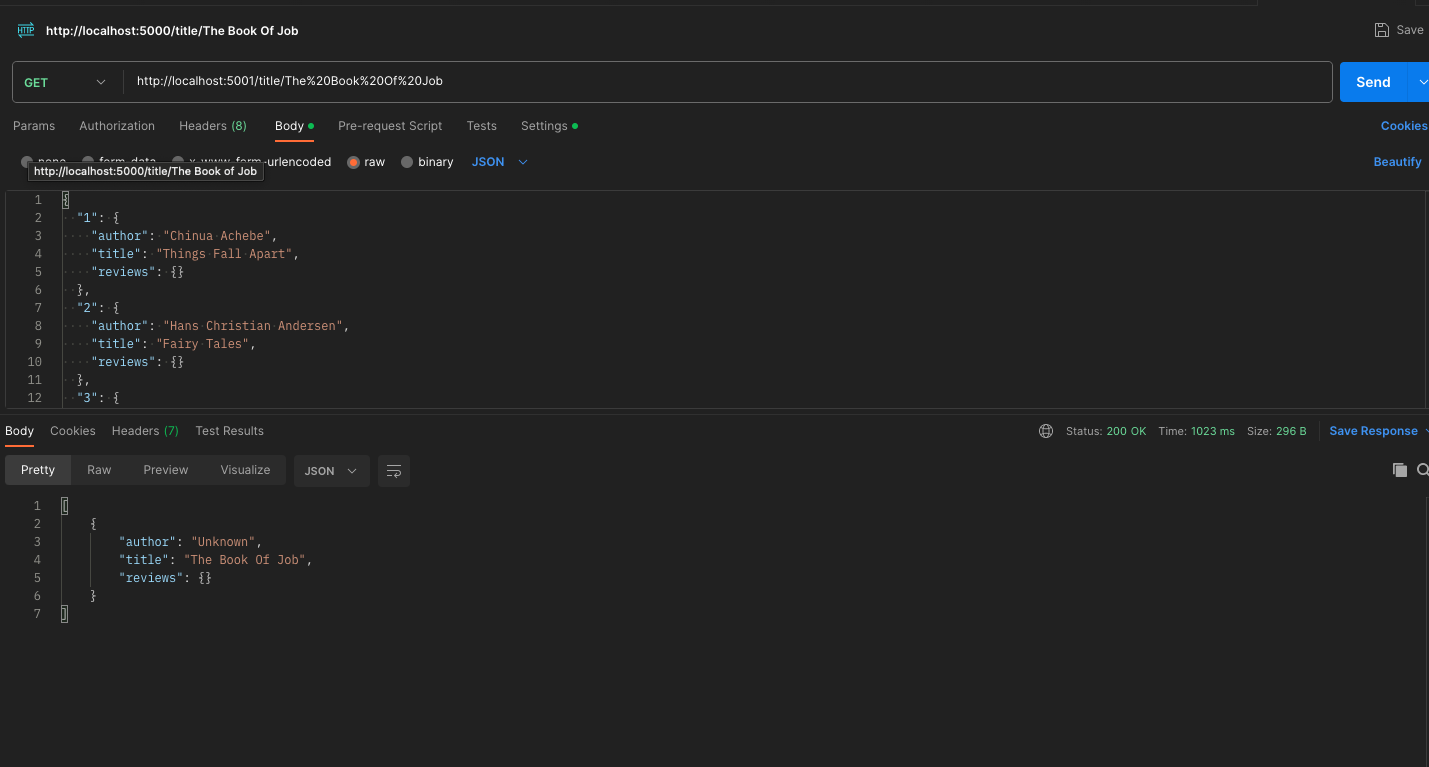 HTTP http://localhost:5000/title/The Book Of Job Save
GET http://localhost:5001/title/The%20Book%20Of%20Job Send
Params Authorization Headers (8) Body Pre-request Script Tests Settings Cookies
none form-data x-www-form-urlencoded raw binary JSON Beautify
http://localhost:5000/title/The Book of Job
1 {
2 "1": {
3 "author": "Chinua Achebe",
4 "title": "Things Fall Apart",
5 "reviews": {}
6 },
7 "2": {
8 "author": "Hans Christian Andersen",
9 "title": "Fairy Tales",
10 "reviews": {}
11 },
12 "3": {
Body Cookies Headers (7) Test Results Status: 200 OK Time: 1023 ms Size: 296 B Save Response
Pretty Raw Preview Visualize JSON
1 [
2 {
3 "author": "Unknown",
4 "title": "The Book Of Job",
5 "reviews": {}
6 }
7 ]